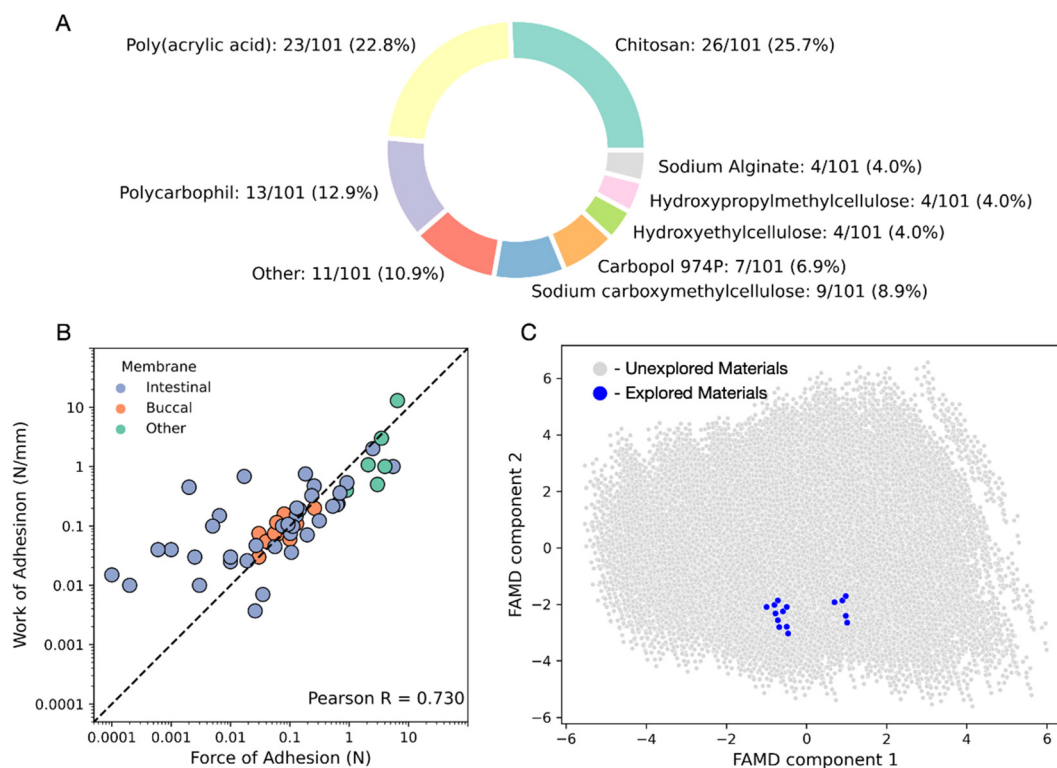 A
Poly(acrylic acid): 23/101 (22.8%)
Chitosan: 26/101 (25.7%)
Polycarbophil: 13/101 (12.9%)
Sodium Alginate: 4/101 (4.0%)
Hydroxypropylmethylcellulose: 4/101 (4.0%)
Hydroxyethylcellulose: 4/101 (4.0%)
Other: 11/101 (10.9%)
Carbopol 974P: 7/101 (6.9%)
Sodium carboxymethylcellulose: 9/101 (8.9%)
B
Membrane
Intestinal
Buccal
Other
10
1
0.1
0.01
0.001
0.0001
Work of Adhesinon (N/mm)
Pearson R = 0.730
0.0001 0.001 0.01 0.1 1 10
Force of Adhesion (N)
C
- Unexplored Materials
- Explored Materials
6
4
2
0
−2
−4
−6
FAMD component 2
−6 −4 −2 0 2 4 6
FAMD component 1